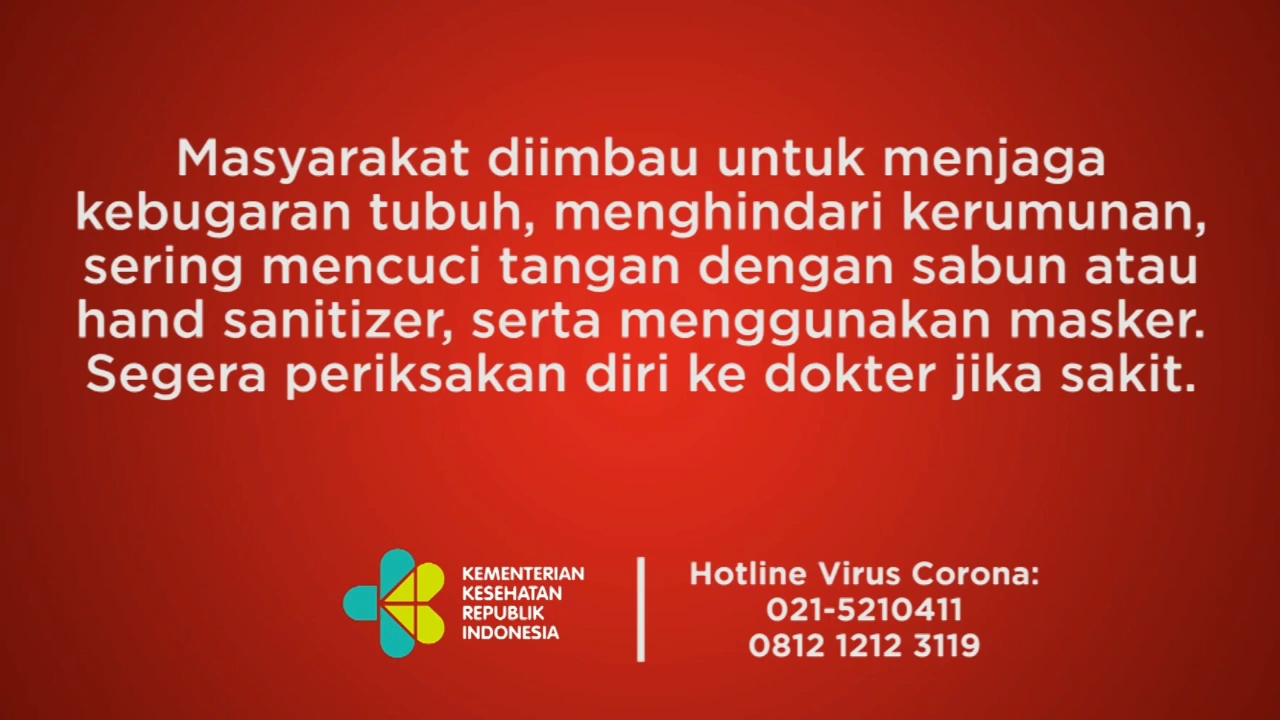 Masyarakat diimbau untuk menjaga
kebugaran tubuh, menghindari kerumunan,
sering mencuci tangan dengan sabun atau
hand sanitizer, serta menggunakan masker.
Segera periksakan diri ke dokter jika sakit.
KEMENTERIAN
KESEHATAN
REPUBLIK
INDONESIA
Hotline Virus Corona:
021-5210411
0812 1212 3119